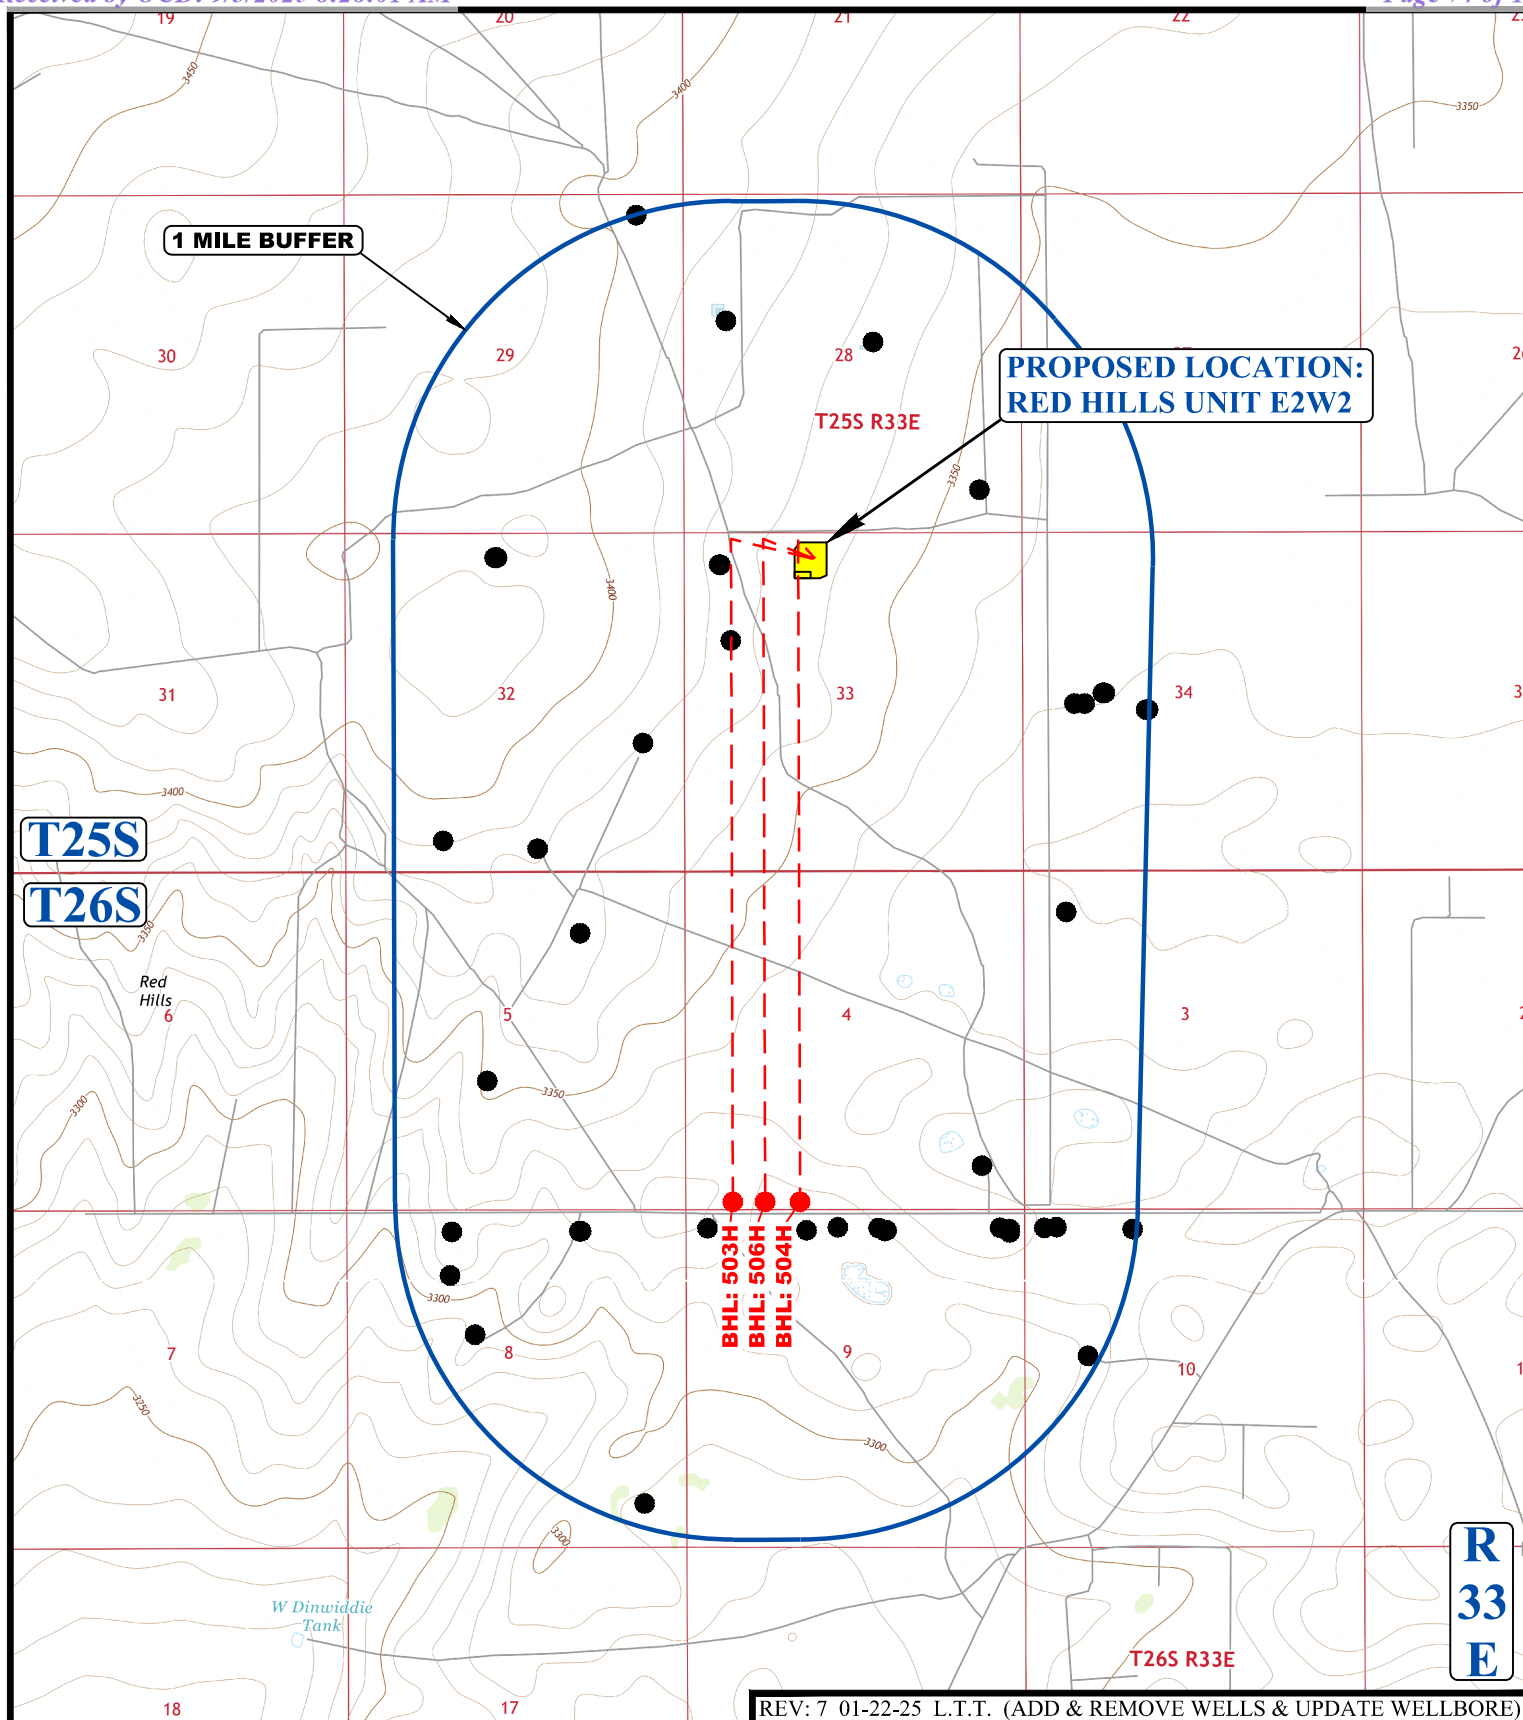 19
20
21
22
3450
3400
3350
1 MILE BUFFER
30
29
28
PROPOSED LOCATION:
RED HILLS UNIT E2W2
T25S R33E
3350
3400
31
32
33
34
3400
T25S
T26S
3350
Red
Hills
6
5
4
3
3300
3350
BHL: 503H
BHL: 506H
BHL: 504H
3300
7
8
9
10
3250
3300
3300
R
33
E
W Dinwiddie
Tank
T26S R33E
18
17
REV: 7 01-22-25 L.T.T. (ADD & REMOVE WELLS & UPDATE WELLBORE)